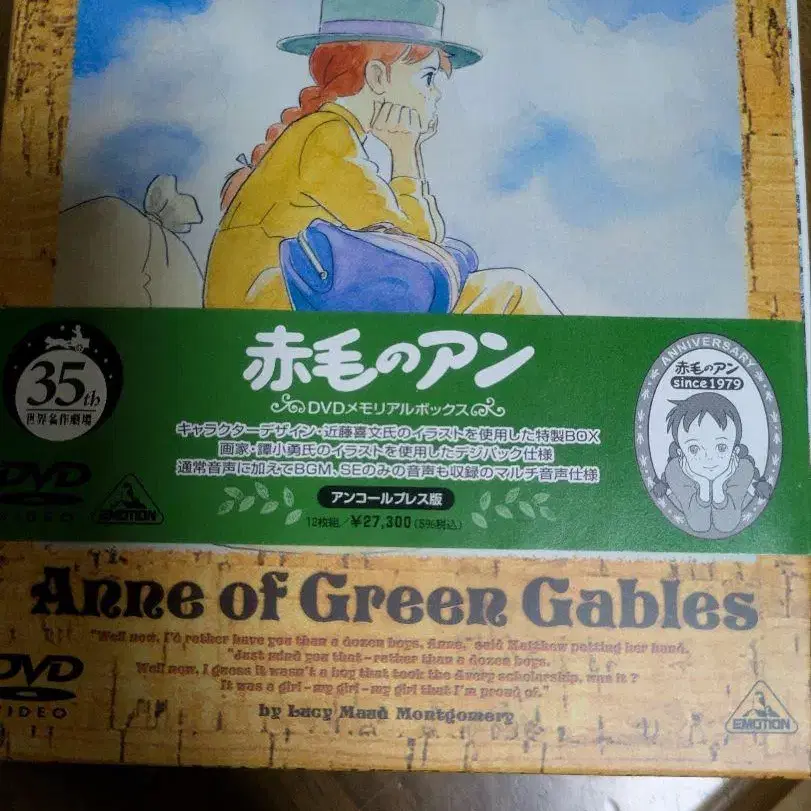 35th
世界名作劇場
赤毛のアン
DVDメモリアルボックス
キャラクターデザイン・近藤喜文氏のイラストを使用した特製BOX
画家・譚小勇氏のイラストを使用したデジパック仕様
通常音声に加えてBGM、SEのみの音声も収録のマルチ音声仕様
アンコールプレス版
12枚組/¥27,300(5%税込)
ANNIVERSARY
赤毛のアン
since1979
DVD
VIDEO
EMOTION
Anne of Green Gables
"Well now, I'd rather have you than a dozen boys, Anne," said Matthew patting her hand.
"Just mind you that—rather than a dozen boys.
Well now, I guess it wasn't a boy that took the Avery scholarship, was it?
It was a girl—my girl—my girl that I'm proud of."
by Lucy Maud Montgomery
DVD
VIDEO
EMOTION